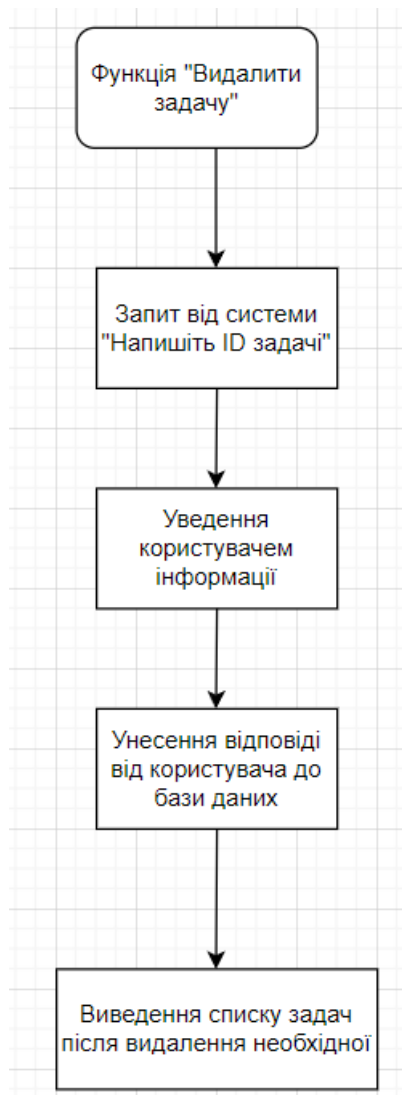 Функція "Видалити
задачу"
Запит від системи
"Напишіть ID задачі"
Уведення
користувачем
інформації
Унесення відповіді
від користувача до
бази даних
Виведення списку задач
після видалення необхідної